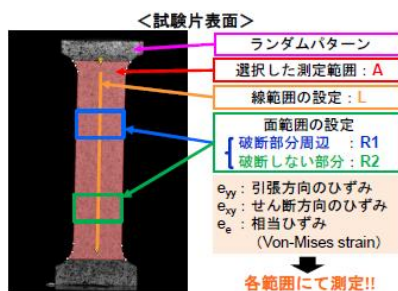 ＜試験片表面＞
ランダムパターン
選択した測定範囲：A
線範囲の設定：L
面範囲の設定
破断部分周辺　：R1
破断しない部分：R2
eyy：引張方向のひずみ
exy：せん断方向のひずみ
ee：相当ひずみ
（Von-Mises strain）
各範囲にて測定!!